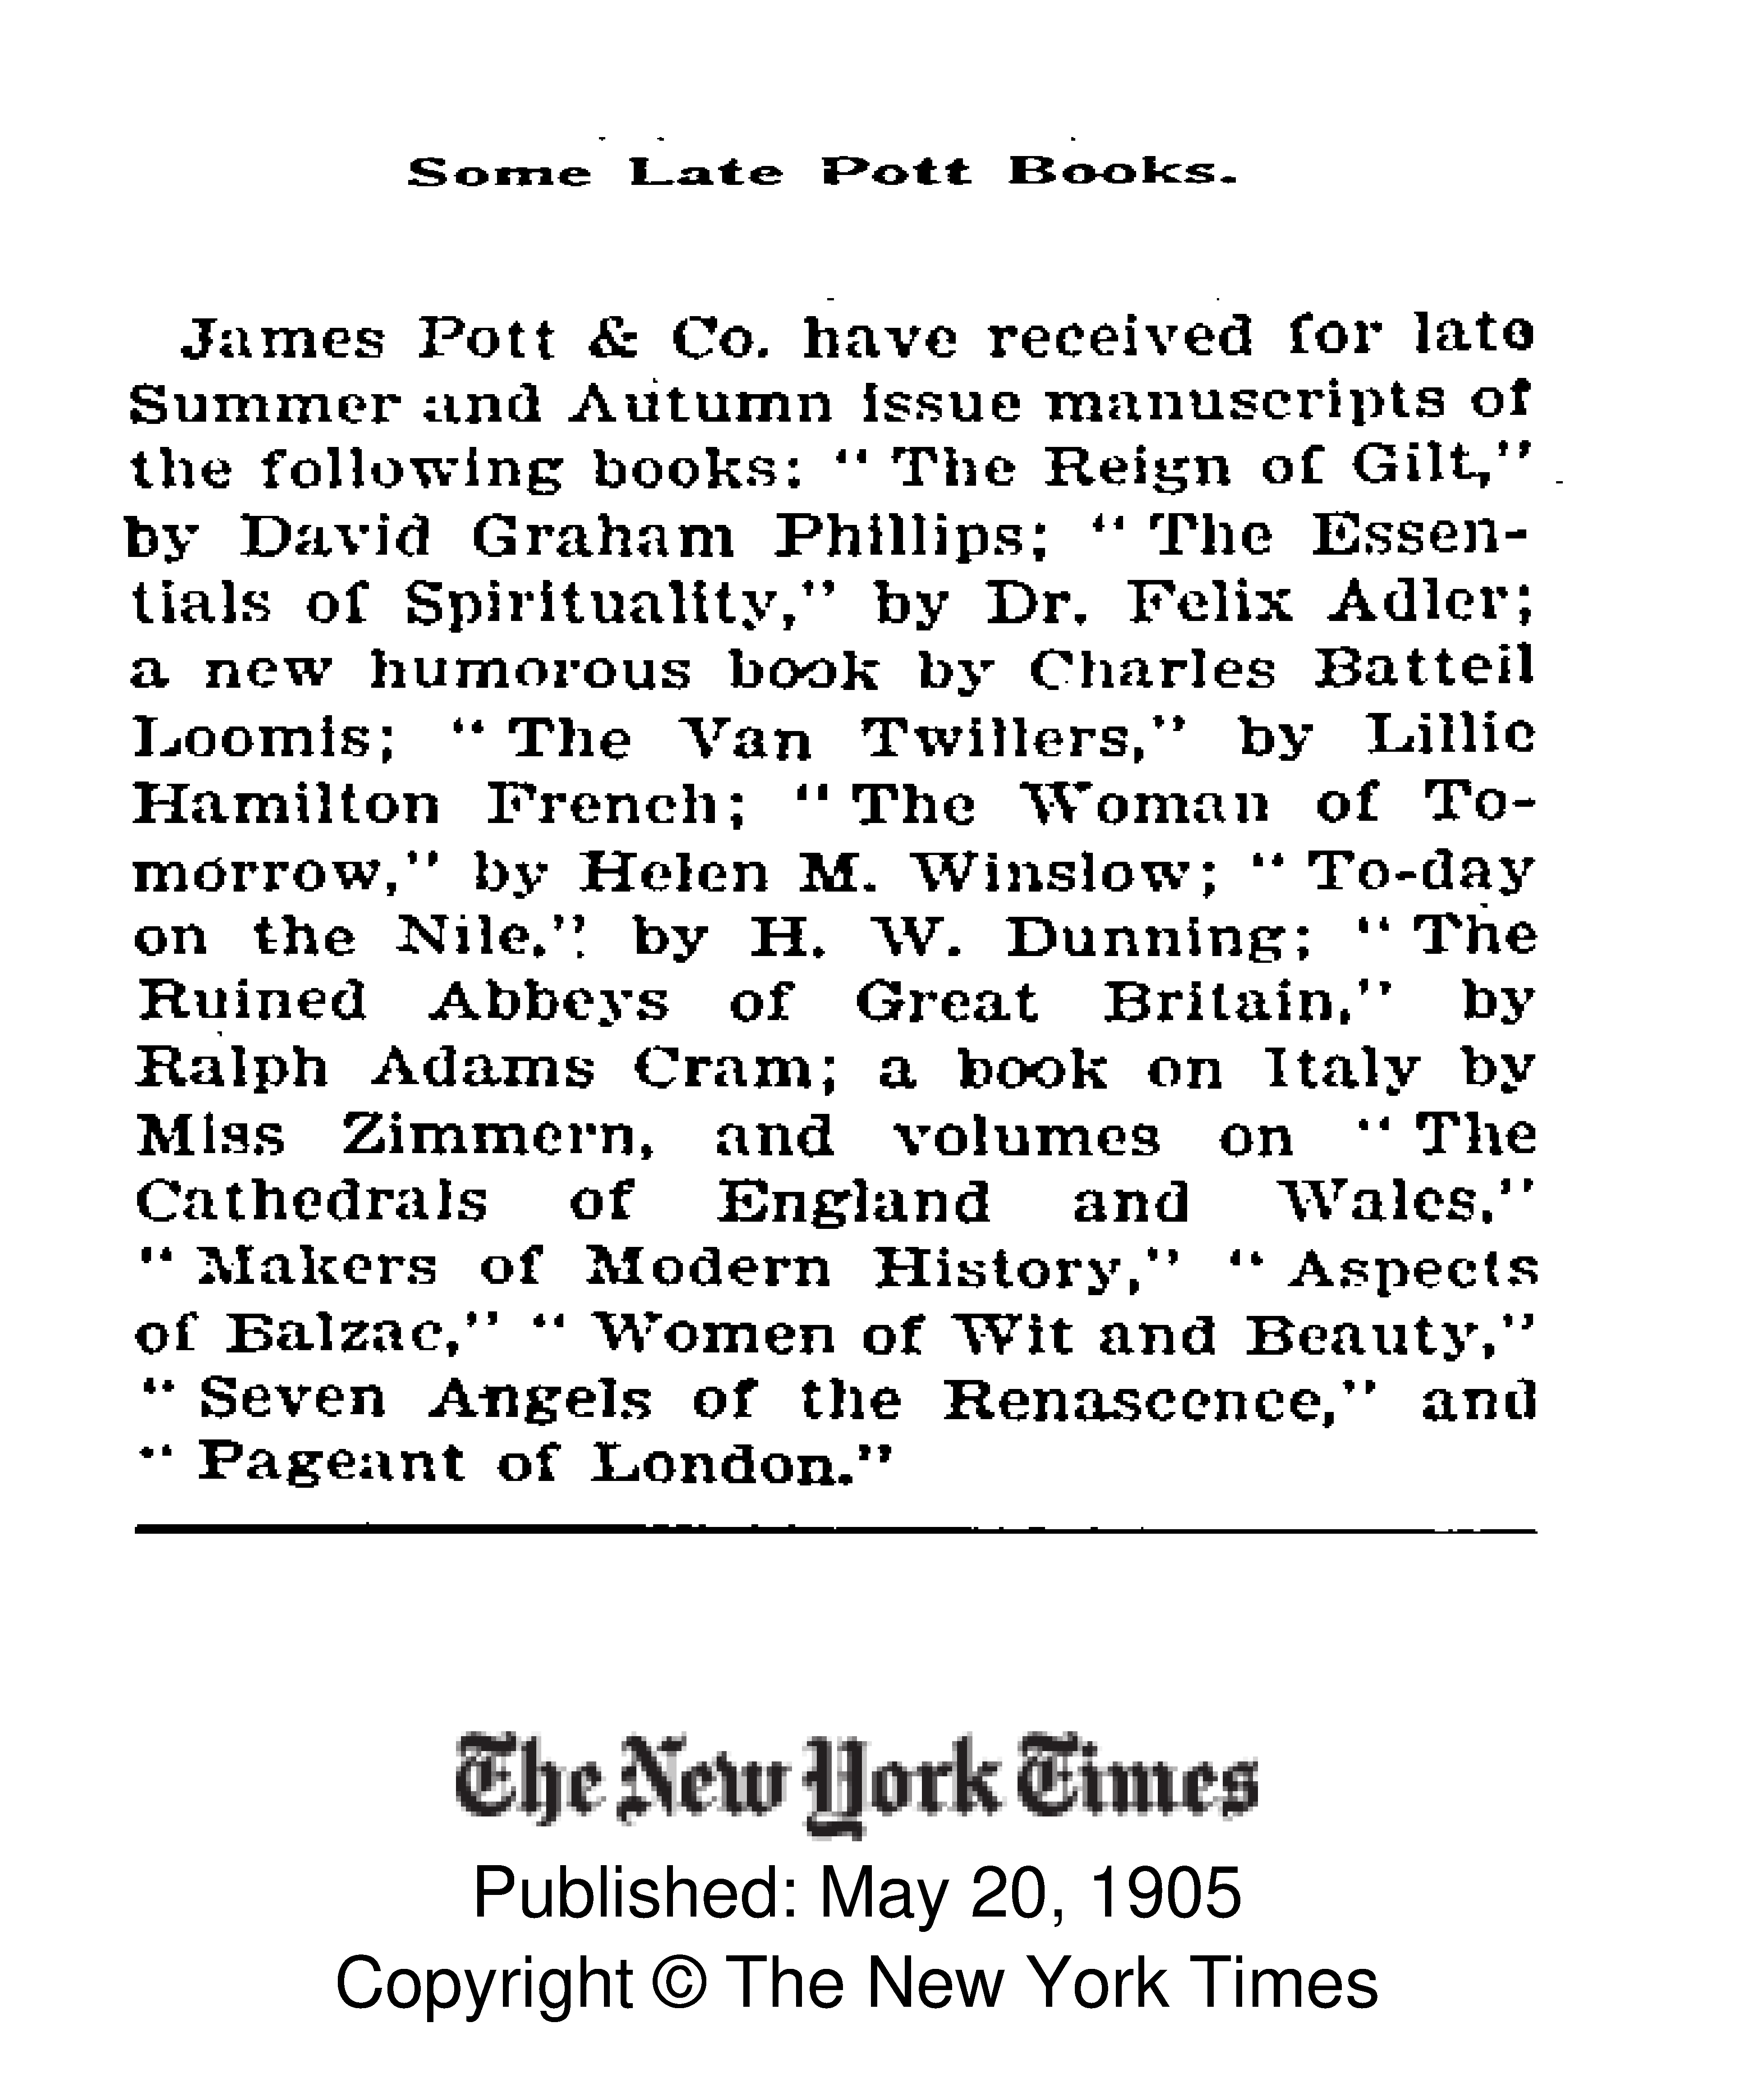 Some Late Pott Books.
James Pott & Co. have received for late
Summer and Autumn issue manuscripts of
the following books: "The Reign of Gilt,"
by David Graham Phillips; "The Essen-
tials of Spirituality," by Dr. Felix Adler;
a new humorous book by Charles Batteil
Loomis; "The Van Twillers," by Lillie
Hamilton French; "The Woman of To-
morrow," by Helen M. Winslow; "To-day
on the Nile," by H. W. Dunning; "The
Ruined Abbeys of Great Britain," by
Ralph Adams Cram; a book on Italy by
Miss Zimmern, and volumes on "The
Cathedrals of England and Wales,"
"Makers of Modern History," "Aspects
of Balzac," "Women of Wit and Beauty,"
"Seven Angels of the Renascence," and
"Pageant of London."
The New York Times
Published: May 20, 1905
Copyright © The New York Times